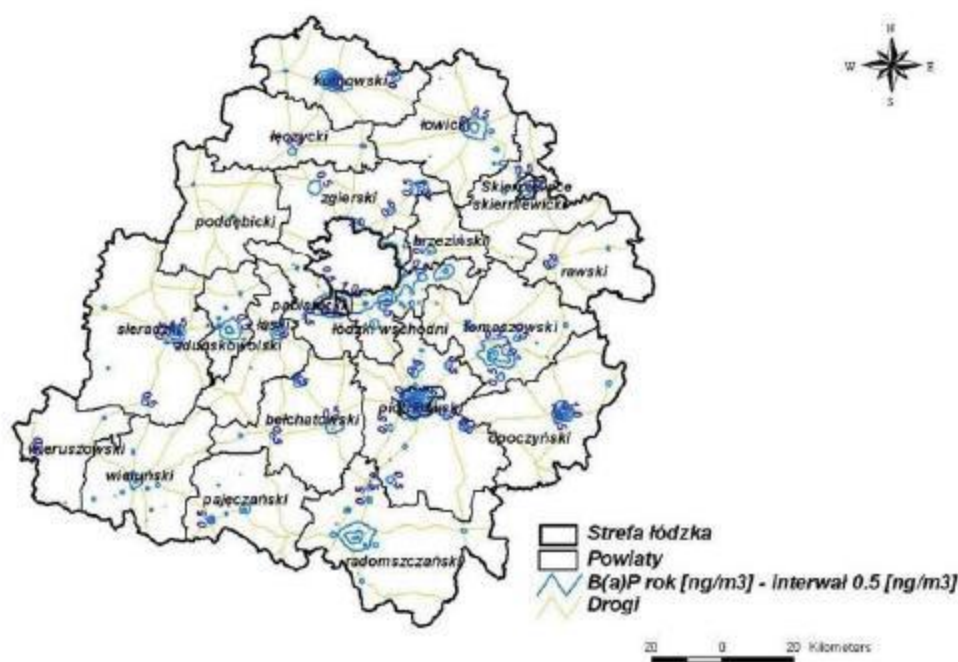 N
W E
S
kutnowski
łowicki
łęczycki
Skierniewice
skierniewicki
zgierski
poddębicki
brzeziński
rawski
pabianicki
sieradzki
łaski
łódzki wschodni
tomaszowski
zduńskowolski
piotrkowski
bełchatowski
opoczyński
wieruszowski
wieluński
pajęczański
radomszczański
Strefa łódzka
Powiaty
B(a)P rok [ng/m3] - interwał 0.5 [ng/m3]
Drogi
20 0 20 Kilometers